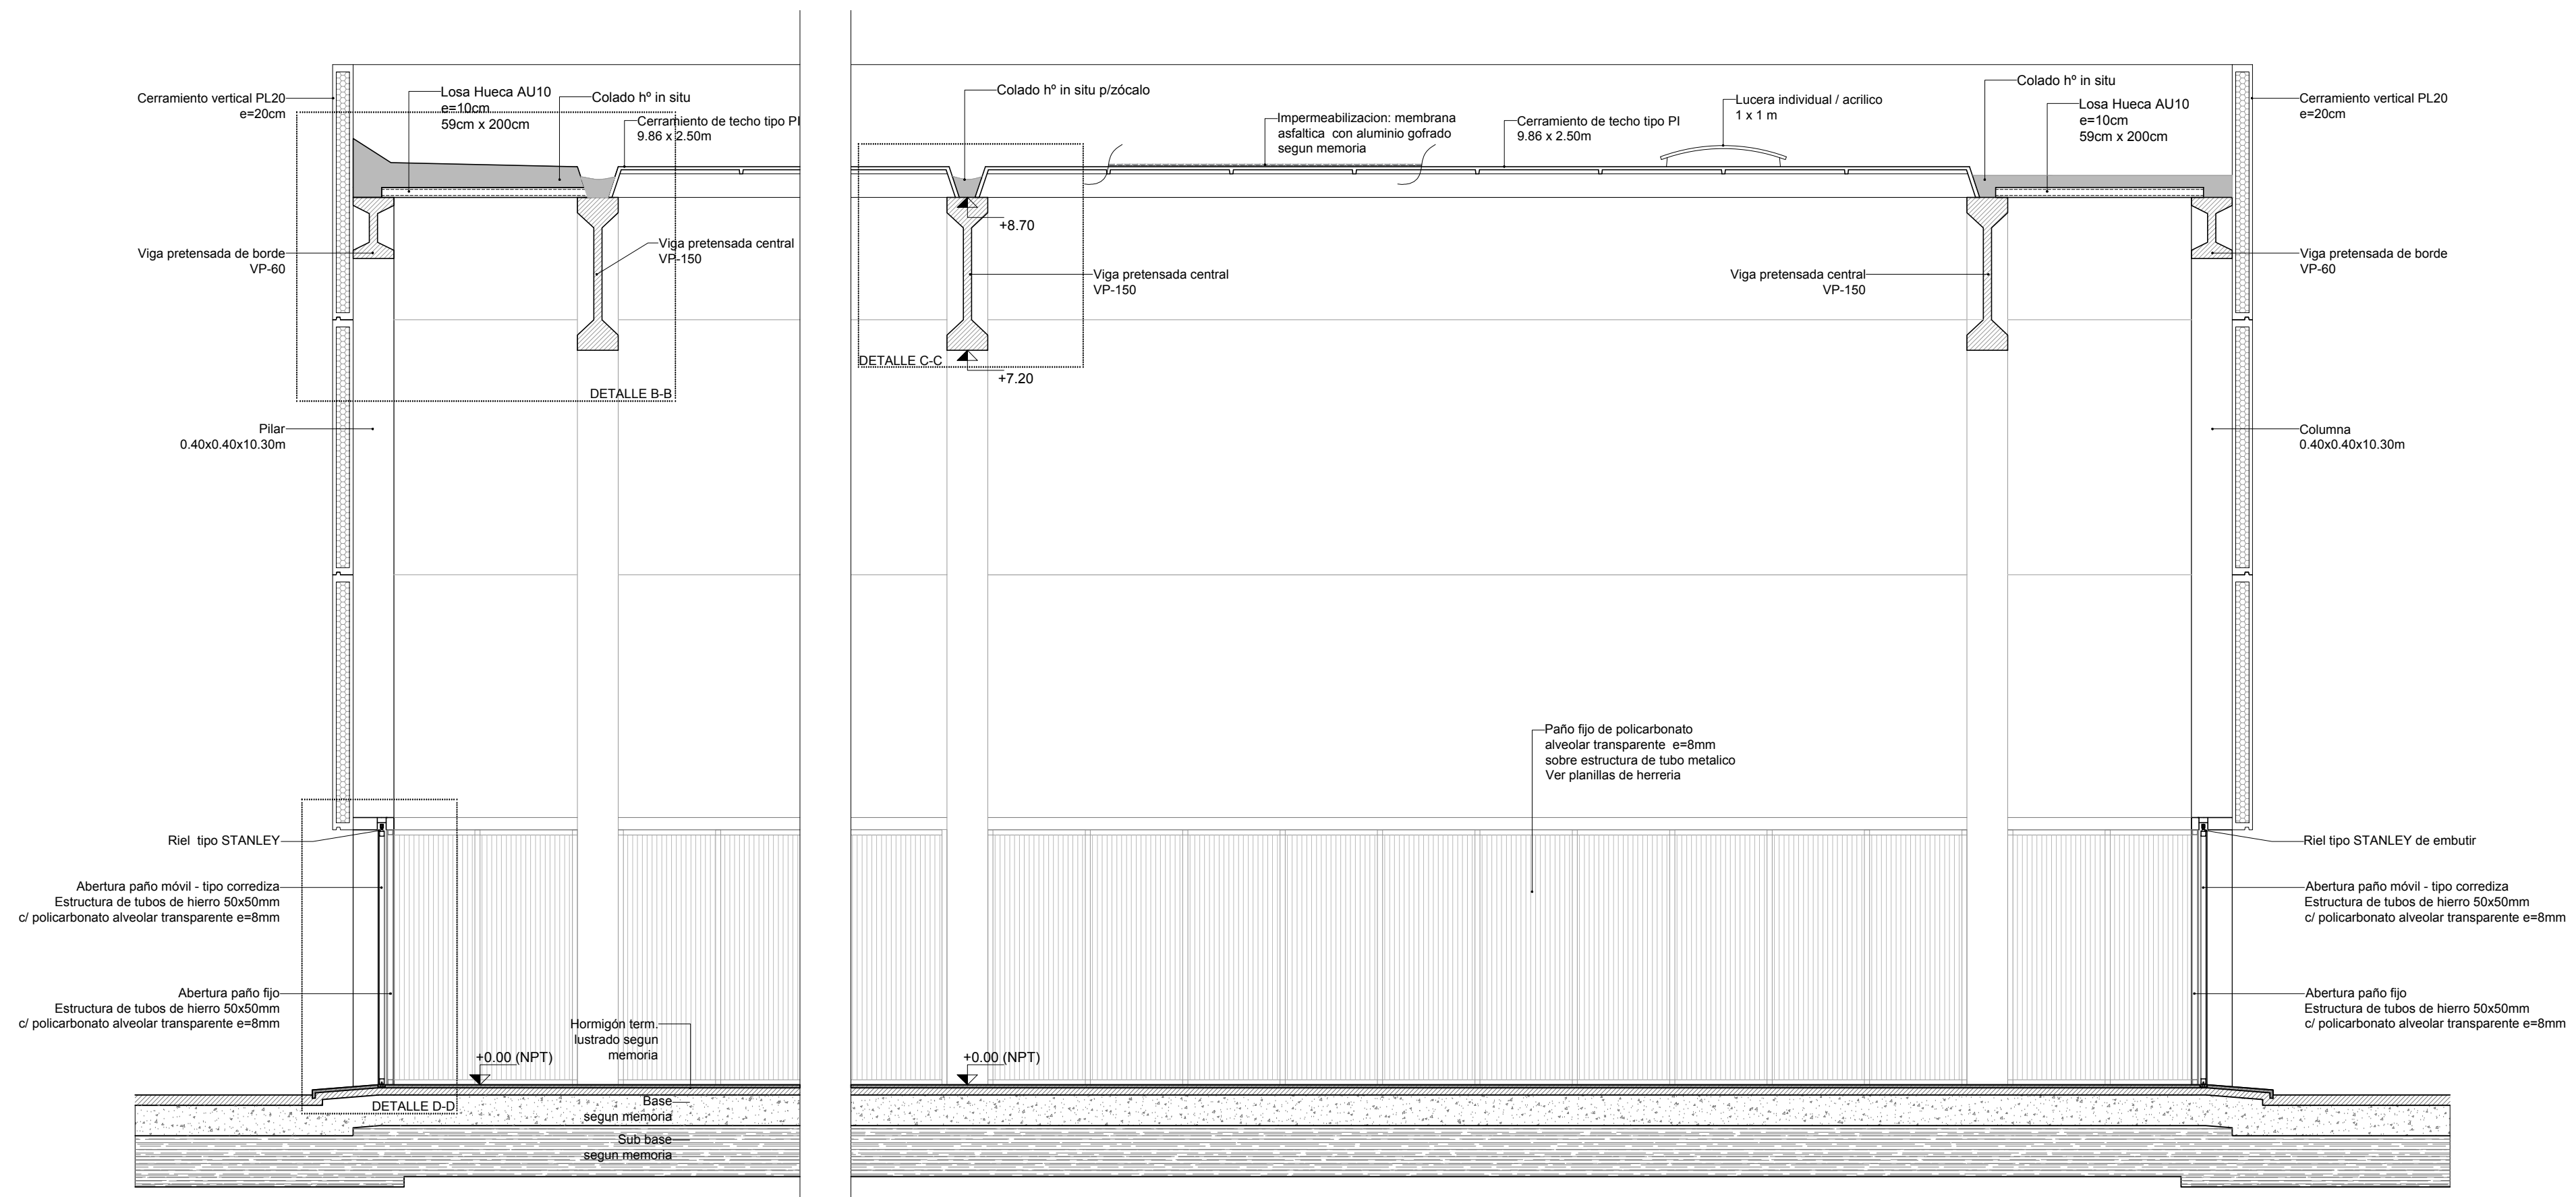 Cerramiento vertical PL20
e=20cm
Losa Hueca AU10
e=10cm
59cm x 200cm
Colado hº in situ
Cerramiento de techo tipo PI
9.86 x 2.50m
Colado hº in situ p/zócalo
Impermeabilizacion: membrana
asfaltica con aluminio gofrado
segun memoria
Cerramiento de techo tipo PI
9.86 x 2.50m
Lucera individual / acrilico
1 x 1 m
Colado hº in situ
Losa Hueca AU10
e=10cm
59cm x 200cm
Cerramiento vertical PL20
e=20cm
Viga pretensada de borde
VP-60
Viga pretensada central
VP-150
+8.70
Viga pretensada central
VP-150
Viga pretensada central
VP-150
Viga pretensada de borde
VP-60
DETALLE B-B
DETALLE C-C
+7.20
Pilar
0.40x0.40x10.30m
Columna
0.40x0.40x10.30m
Paño fijo de policarbonato
alveolar transparente e=8mm
sobre estructura de tubo metalico
Ver planillas de herreria
Riel tipo STANLEY
Riel tipo STANLEY de embutir
Abertura paño móvil - tipo corrediza
Estructura de tubos de hierro 50x50mm
c/ policarbonato alveolar transparente e=8mm
Abertura paño móvil - tipo corrediza
Estructura de tubos de hierro 50x50mm
c/ policarbonato alveolar transparente e=8mm
Abertura paño fijo
Estructura de tubos de hierro 50x50mm
c/ policarbonato alveolar transparente e=8mm
Abertura paño fijo
Estructura de tubos de hierro 50x50mm
c/ policarbonato alveolar transparente e=8mm
Hormigón term.
lustrado segun
memoria
+0.00 (NPT)
+0.00 (NPT)
DETALLE D-D
Base
segun memoria
Sub base
segun memoria